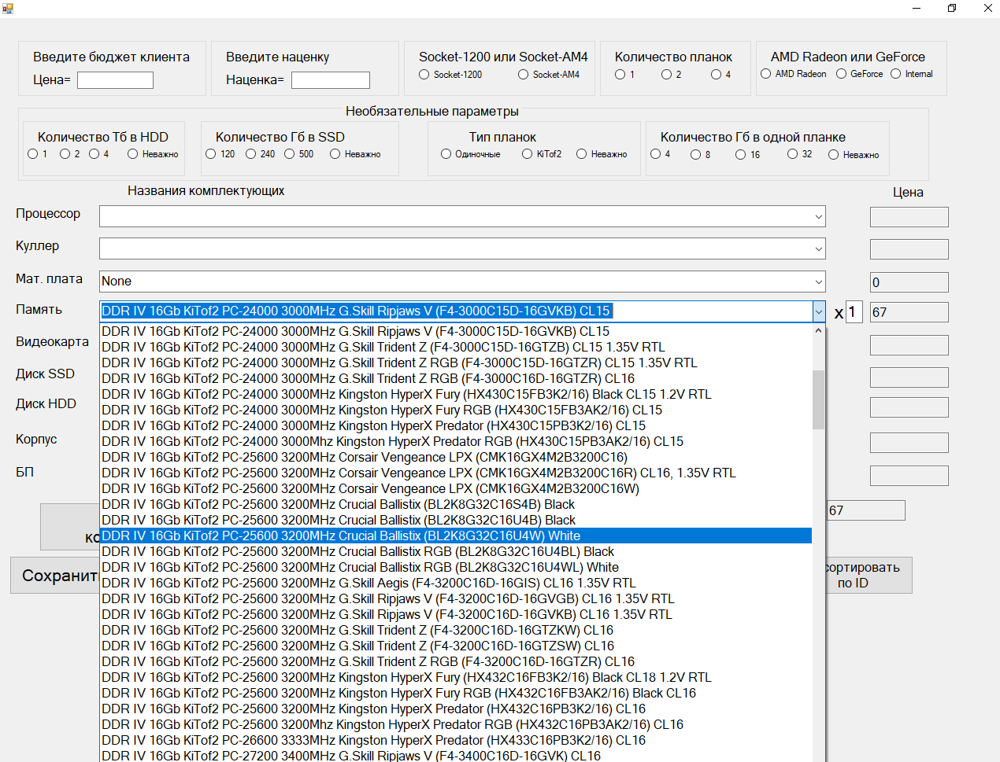 Введите бюджет клиента
Цена=
Введите наценку
Наценка=
Socket-1200 или Socket-AM4
Socket-1200 Socket-AM4
Количество планок
1 2 4
AMD Radeon или GeForce
AMD Radeon GeForce Internal
Необязательные параметры
Количество Тб в HDD
1 2 4 Неважно
Количество Гб в SSD
120 240 500 Неважно
Тип планок
Одиночные KiTof2 Неважно
Количество Гб в одной планке
4 8 16 32 Неважно
Названия комплектующих
Цена
Процессор
Куллер
Мат. плата None 0
Память DDR IV 16Gb KiTof2 PC-24000 3000MHz G.Skill Ripjaws V (F4-3000C15D-16GVKB) CL15 x 1 67
Видеокарта
Диск SSD
Диск HDD
Корпус
БП
DDR IV 16Gb KiTof2 PC-24000 3000MHz G.Skill Ripjaws V (F4-3000C15D-16GVKB) CL15
DDR IV 16Gb KiTof2 PC-24000 3000MHz G.Skill Trident Z (F4-3000C15D-16GTZB) CL15 1.35V RTL
DDR IV 16Gb KiTof2 PC-24000 3000MHz G.Skill Trident Z RGB (F4-3000C15D-16GTZR) CL15 1.35V RTL
DDR IV 16Gb KiTof2 PC-24000 3000MHz G.Skill Trident Z RGB (F4-3000C16D-16GTZR) CL16
DDR IV 16Gb KiTof2 PC-24000 3000MHz Kingston HyperX Fury (HX430C15FB3K2/16) Black CL15 1.2V RTL
DDR IV 16Gb KiTof2 PC-24000 3000MHz Kingston HyperX Fury RGB (HX430C15FB3AK2/16) CL15
DDR IV 16Gb KiTof2 PC-24000 3000MHz Kingston HyperX Predator (HX430C15PB3K2/16) CL15
DDR IV 16Gb KiTof2 PC-24000 3000Mhz Kingston HyperX Predator RGB (HX430C15PB3AK2/16) CL15
DDR IV 16Gb KiTof2 PC-25600 3200MHz Corsair Vengeance LPX (CMK16GX4M2B3200C16)
DDR IV 16Gb KiTof2 PC-25600 3200MHz Corsair Vengeance LPX (CMK16GX4M2B3200C16R) CL16, 1.35V RTL
DDR IV 16Gb KiTof2 PC-25600 3200MHz Corsair Vengeance LPX (CMK16GX4M2B3200C16W)
DDR IV 16Gb KiTof2 PC-25600 3200MHz Crucial Ballistix (BL2K8G32C16S4B) Black
DDR IV 16Gb KiTof2 PC-25600 3200MHz Crucial Ballistix (BL2K8G32C16U4B) Black
DDR IV 16Gb KiTof2 PC-25600 3200MHz Crucial Ballistix (BL2K8G32C16U4W) White
DDR IV 16Gb KiTof2 PC-25600 3200MHz Crucial Ballistix RGB (BL2K8G32C16U4BL) Black
DDR IV 16Gb KiTof2 PC-25600 3200MHz Crucial Ballistix RGB (BL2K8G32C16U4WL) White
DDR IV 16Gb KiTof2 PC-25600 3200MHz G.Skill Aegis (F4-3200C16D-16GIS) CL16 1.35V RTL
DDR IV 16Gb KiTof2 PC-25600 3200MHz G.Skill Ripjaws V (F4-3200C16D-16GVGB) CL16 1.35V RTL
DDR IV 16Gb KiTof2 PC-25600 3200MHz G.Skill Ripjaws V (F4-3200C16D-16GVKB) CL16 1.35V RTL
DDR IV 16Gb KiTof2 PC-25600 3200MHz G.Skill Trident Z (F4-3200C16D-16GTZKW) CL16
DDR IV 16Gb KiTof2 PC-25600 3200MHz G.Skill Trident Z (F4-3200C16D-16GTZSW) CL16
DDR IV 16Gb KiTof2 PC-25600 3200MHz G.Skill Trident Z RGB (F4-3200C16D-16GTZR) CL16
DDR IV 16Gb KiTof2 PC-25600 3200MHz Kingston HyperX Fury (HX432C16FB3K2/16) Black CL18 1.2V RTL
DDR IV 16Gb KiTof2 PC-25600 3200MHz Kingston HyperX Fury RGB (HX432C16FB3AK2/16) Black CL16
DDR IV 16Gb KiTof2 PC-25600 3200MHz Kingston HyperX Predator (HX432C16PB3K2/16) CL16
DDR IV 16Gb KiTof2 PC-25600 3200Mhz Kingston HyperX Predator RGB (HX432C16PB3AK2/16) CL16
DDR IV 16Gb KiTof2 PC-26600 3333MHz Kingston HyperX Predator (HX433C16PB3K2/16) CL16
DDR IV 16Gb KiTof2 PC-27200 3400MHz G.Skill Ripjaws V (F4-3400C16D-16GVK) CL16
67
ко
Сохранить
сортировать
по ID